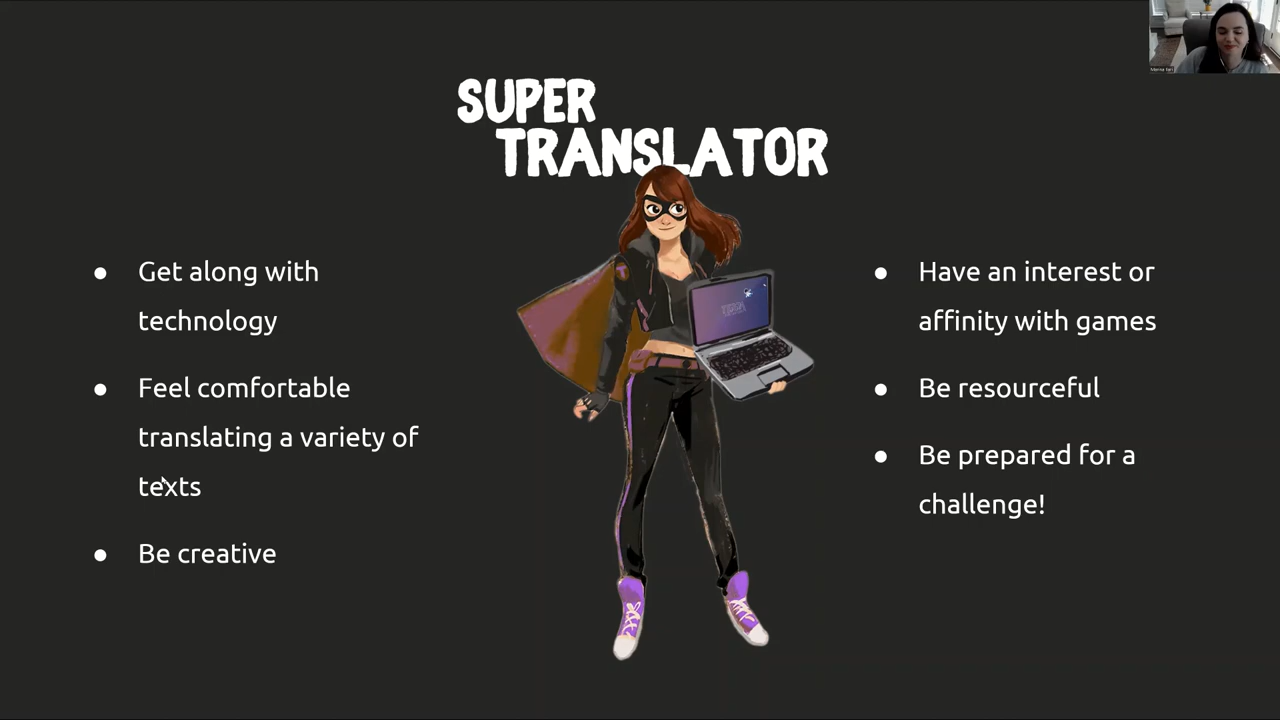 SUPER
TRANSLATOR
Get along with
technology
Feel comfortable
translating a variety of
texts
Be creative
Have an interest or
affinity with games
Be resourceful
Be prepared for a
challenge!